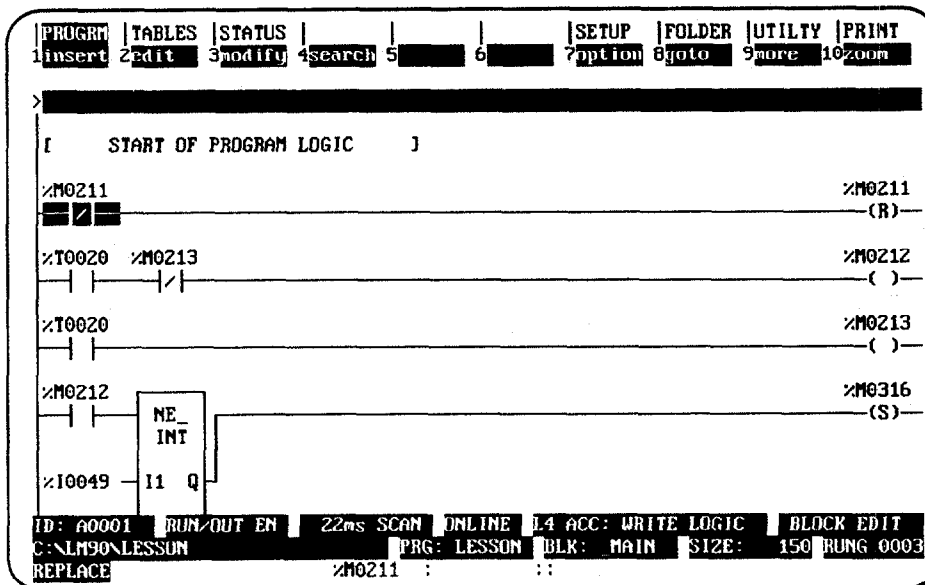 PROGRM |TABLES |STATUS | | | |SETUP |FOLDER |UTILTY |PRINT
1insert 2edit 3modify 4search 5 6 7option 8goto 9more 10zoom
>
[ START OF PROGRAM LOGIC ]
%M0211 %M0211
/ (R)
%T0020 %M0213 %M0212
/ ( )
%T0020 %M0213
( )
%M0212 %M0316
NE_ (S)
INT
%I0049 I1 Q
ID: A0001 RUN/OUT EN 22ms SCAN ONLINE L4 ACC: WRITE LOGIC BLOCK EDIT
C:\LM90\LESSON PRG: LESSON BLK: _MAIN SIZE: 150 RUNG 0003
REPLACE %M0211 : ::